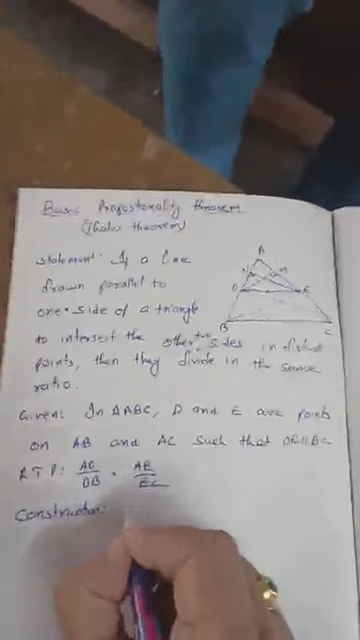 Basic Proportionality theorem
(Thales theorem)
Statement: If a line
drawn parallel to
one side of a triangle
to intersect the other two sides in distinct
points, then they divide in the same
ratio.
Given: In ΔABC, D and E are points
on AB and AC such that DE||BC
R.T.P: AD/DB = AE/EC
Construction:
A
N M
D E
B C